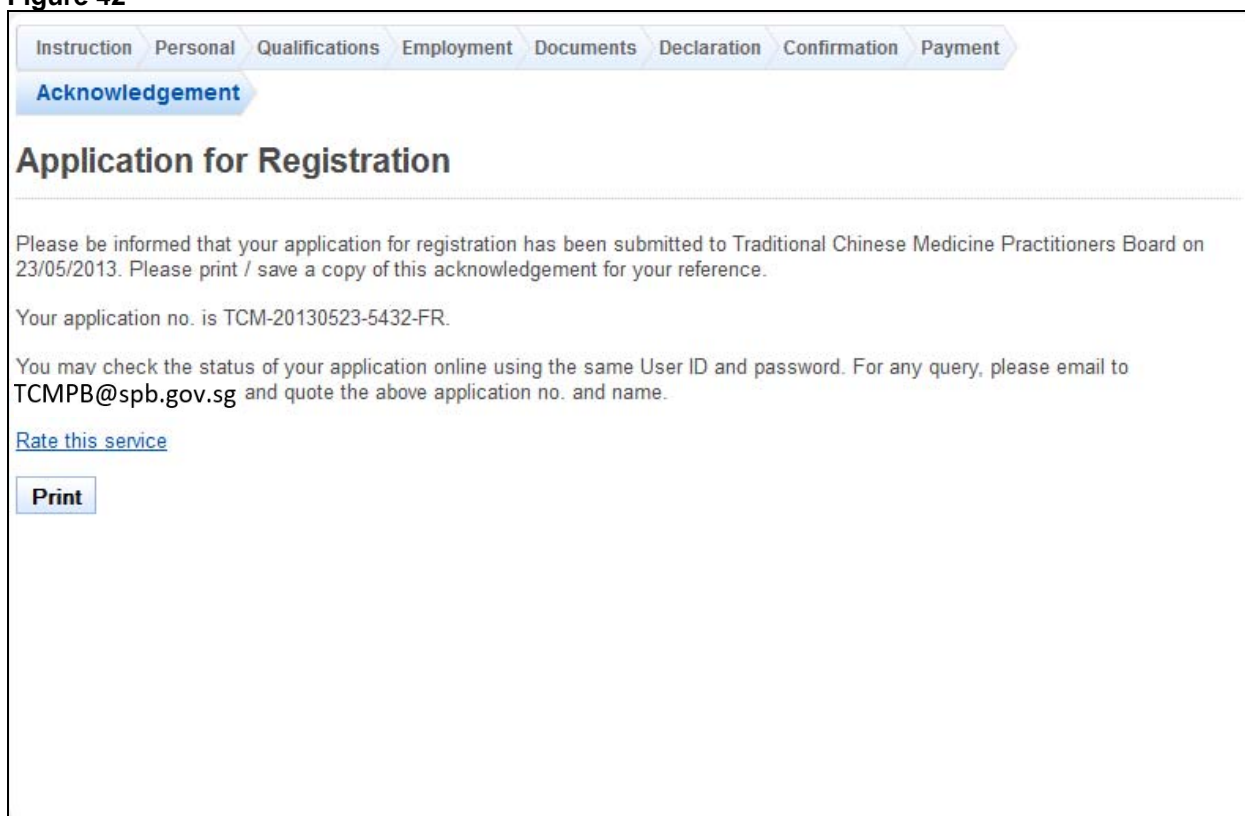 Figure 42
Instruction Personal Qualifications Employment Documents Declaration Confirmation Payment
Acknowledgement
Application for Registration
Please be informed that your application for registration has been submitted to Traditional Chinese Medicine Practitioners Board on
23/05/2013. Please print / save a copy of this acknowledgement for your reference.
Your application no. is TCM-20130523-5432-FR.
You may check the status of your application online using the same User ID and password. For any query, please email to
TCMPB@spb.gov.sg and quote the above application no. and name.
Rate this service
Print